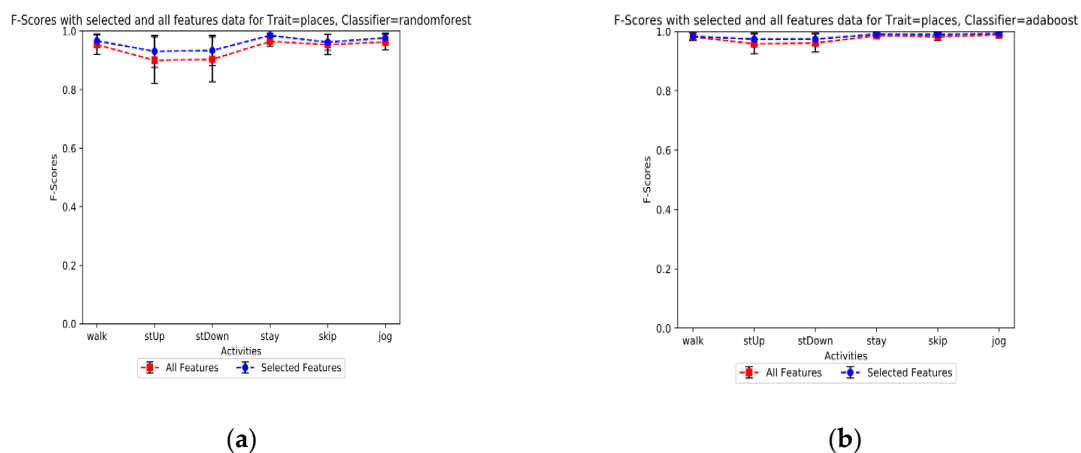 F-Scores with selected and all features data for Trait=places, Classifier=randomforest
1.0
0.8
0.6
0.4
0.2
0.0
F-Scores
walk stUp stDown stay skip jog
Activities
All Features Selected Features
(a)
F-Scores with selected and all features data for Trait=places, Classifier=adaboost
1.0
0.8
0.6
0.4
0.2
0.0
F-Scores
walk stUp stDown stay skip jog
Activities
All Features Selected Features
(b)